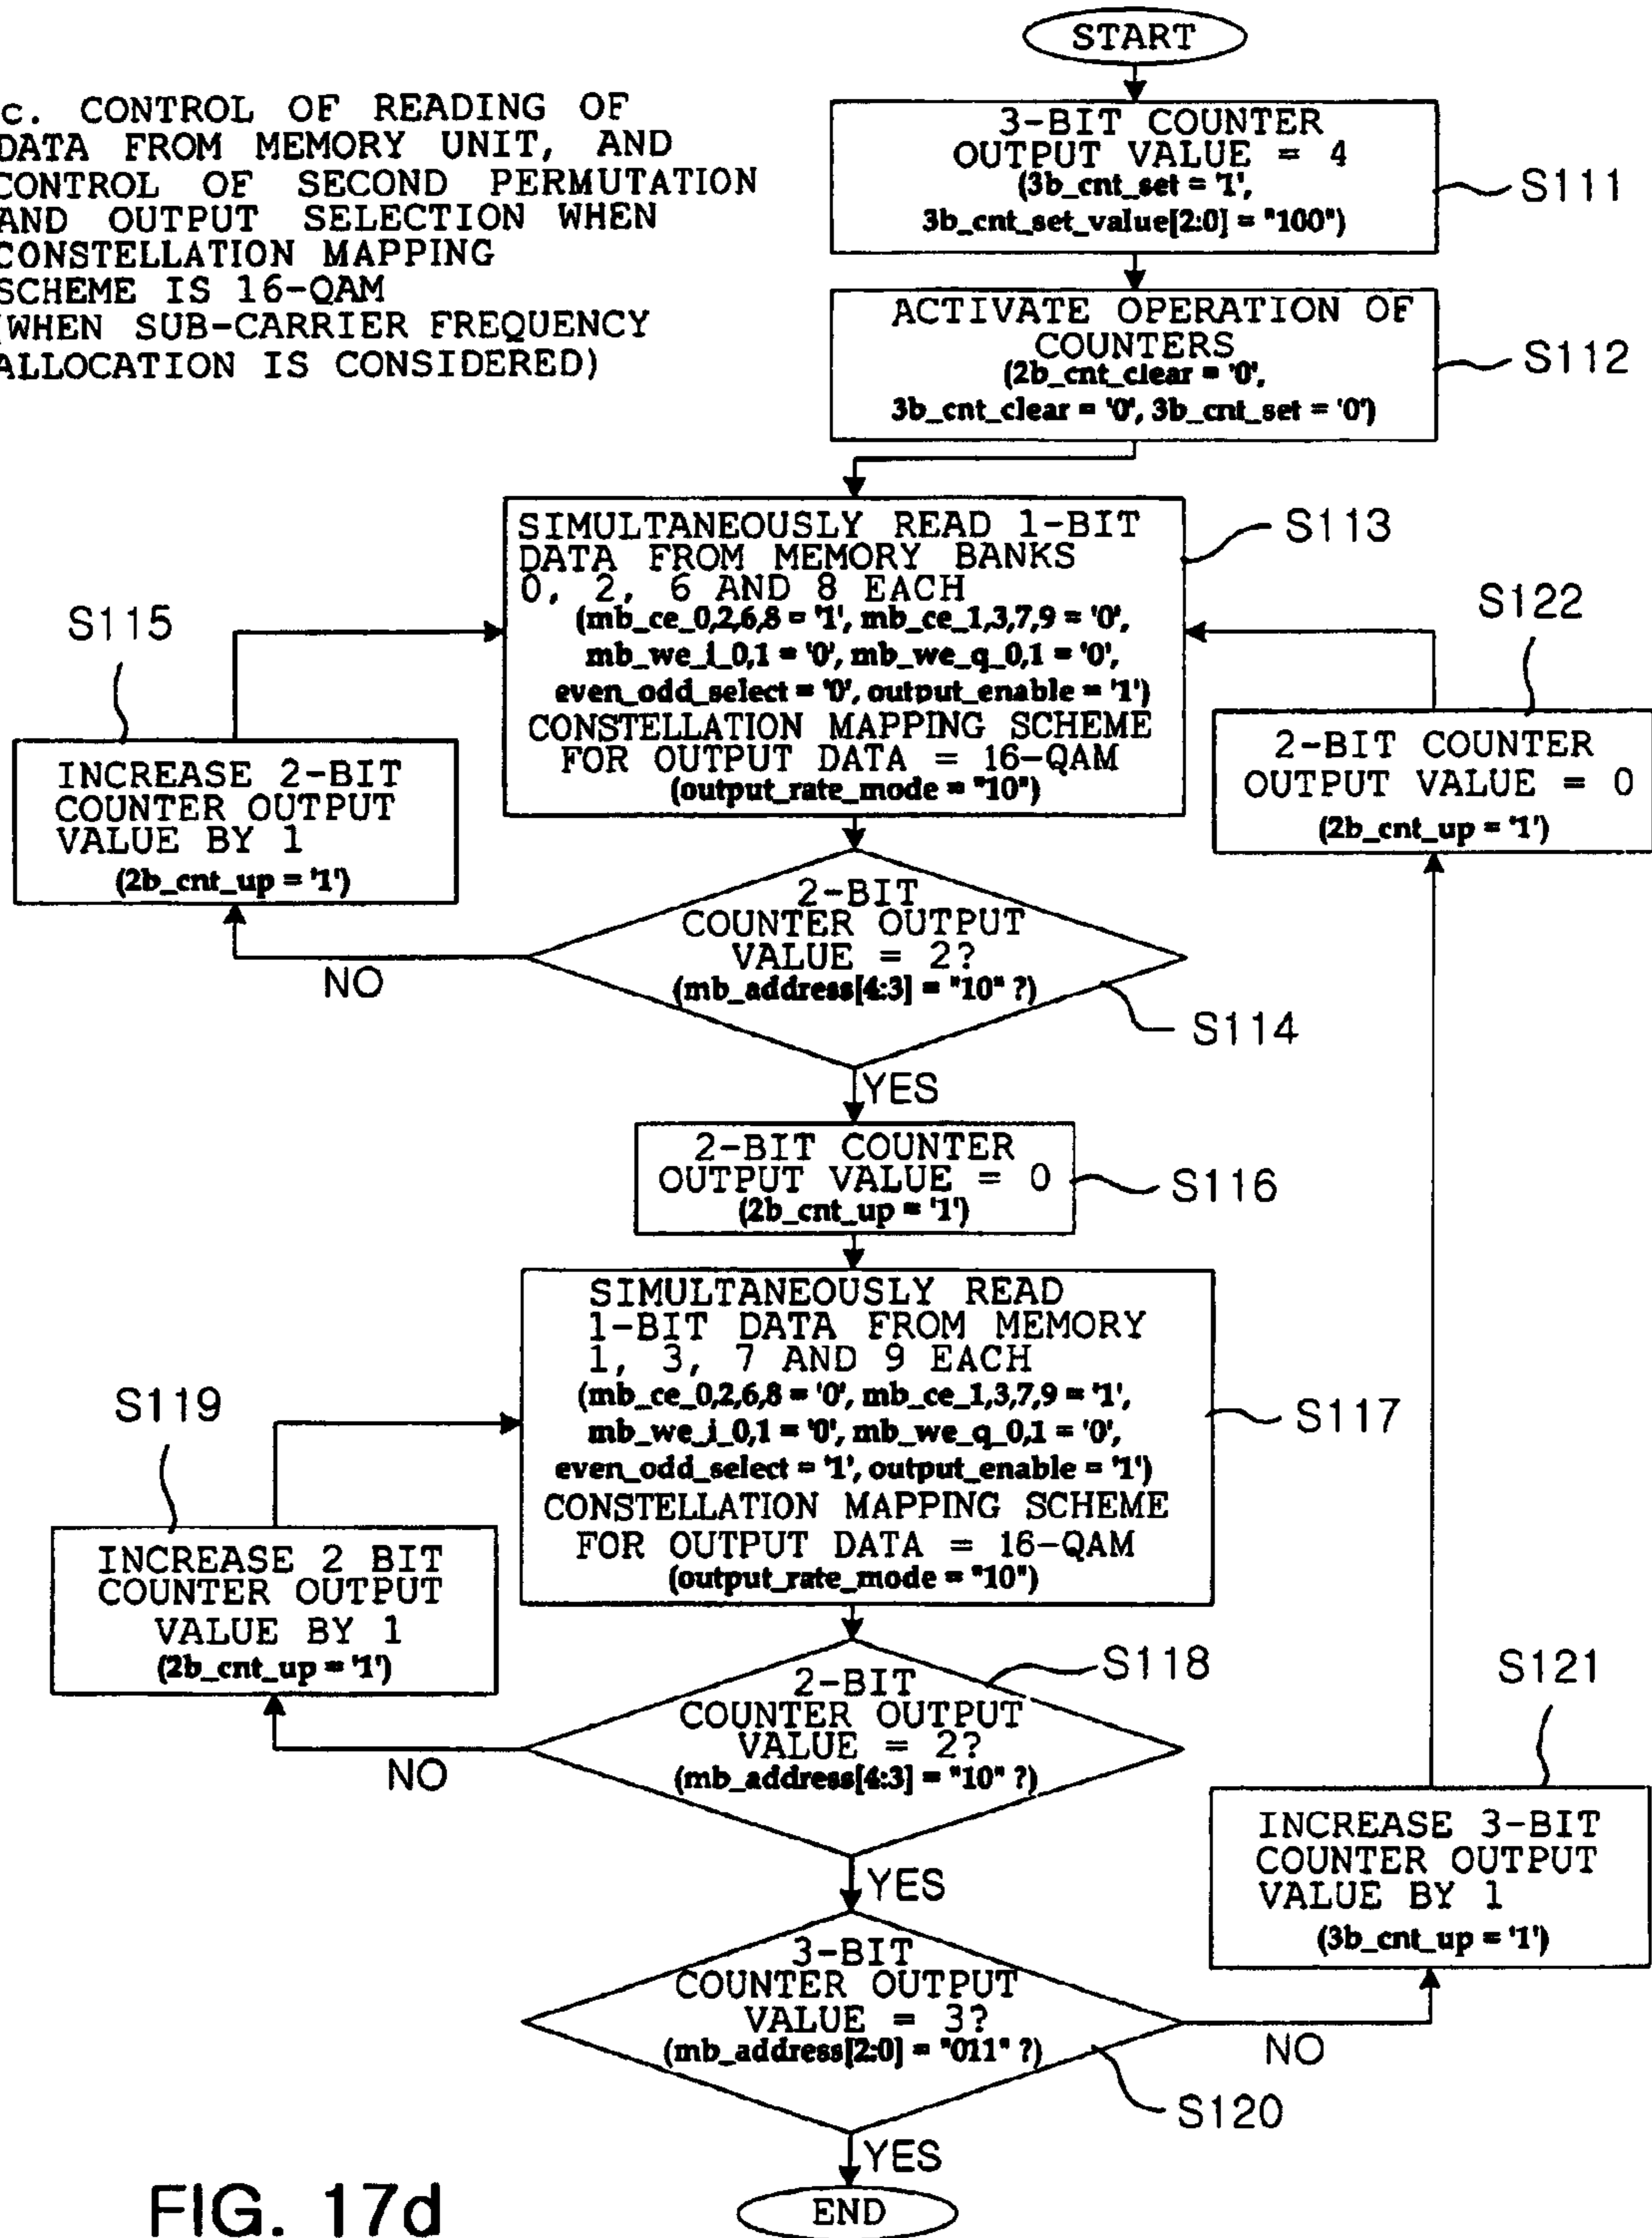 START
c. CONTROL OF READING OF
DATA FROM MEMORY UNIT, AND
CONTROL OF SECOND PERMUTATION
AND OUTPUT SELECTION WHEN
CONSTELLATION MAPPING
SCHEME IS 16-QAM
(WHEN SUB-CARRIER FREQUENCY
ALLOCATION IS CONSIDERED)
3-BIT COUNTER
OUTPUT VALUE = 4
(3b_cnt_set = '1',
3b_cnt_set_value[2:0] = "100")
S111
ACTIVATE OPERATION OF
COUNTERS
(2b_cnt_clear = '0',
3b_cnt_clear = '0', 3b_cnt_set = '0')
S112
SIMULTANEOUSLY READ 1-BIT
DATA FROM MEMORY BANKS
0, 2, 6 AND 8 EACH
(mb_ce_0,2,6,8 = '1', mb_ce_1,3,7,9 = '0',
mb_we_i_0,1 = '0', mb_we_q_0,1 = '0',
even_odd_select = '0', output_enable = '1')
CONSTELLATION MAPPING SCHEME
FOR OUTPUT DATA = 16-QAM
(output_rate_mode = "10")
S113
S115
INCREASE 2-BIT
COUNTER OUTPUT
VALUE BY 1
(2b_cnt_up = '1')
S122
2-BIT COUNTER
OUTPUT VALUE = 0
(2b_cnt_up = '1')
2-BIT
COUNTER OUTPUT
VALUE = 2?
(mb_address[4:3] = "10" ?)
NO
S114
YES
2-BIT COUNTER
OUTPUT VALUE = 0
(2b_cnt_up = '1')
S116
SIMULTANEOUSLY READ
1-BIT DATA FROM MEMORY
1, 3, 7 AND 9 EACH
(mb_ce_0,2,6,8 = '0', mb_ce_1,3,7,9 = '1',
mb_we_i_0,1 = '0', mb_we_q_0,1 = '0',
even_odd_select = '1', output_enable = '1')
CONSTELLATION MAPPING SCHEME
FOR OUTPUT DATA = 16-QAM
(output_rate_mode = "10")
S117
S119
INCREASE 2 BIT
COUNTER OUTPUT
VALUE BY 1
(2b_cnt_up = '1')
2-BIT
COUNTER OUTPUT
VALUE = 2?
(mb_address[4:3] = "10" ?)
S118
NO
YES
S121
INCREASE 3-BIT
COUNTER OUTPUT
VALUE BY 1
(3b_cnt_up = '1')
3-BIT
COUNTER OUTPUT
VALUE = 3?
(mb_address[2:0] = "011" ?)
NO
S120
YES
END
FIG. 17d